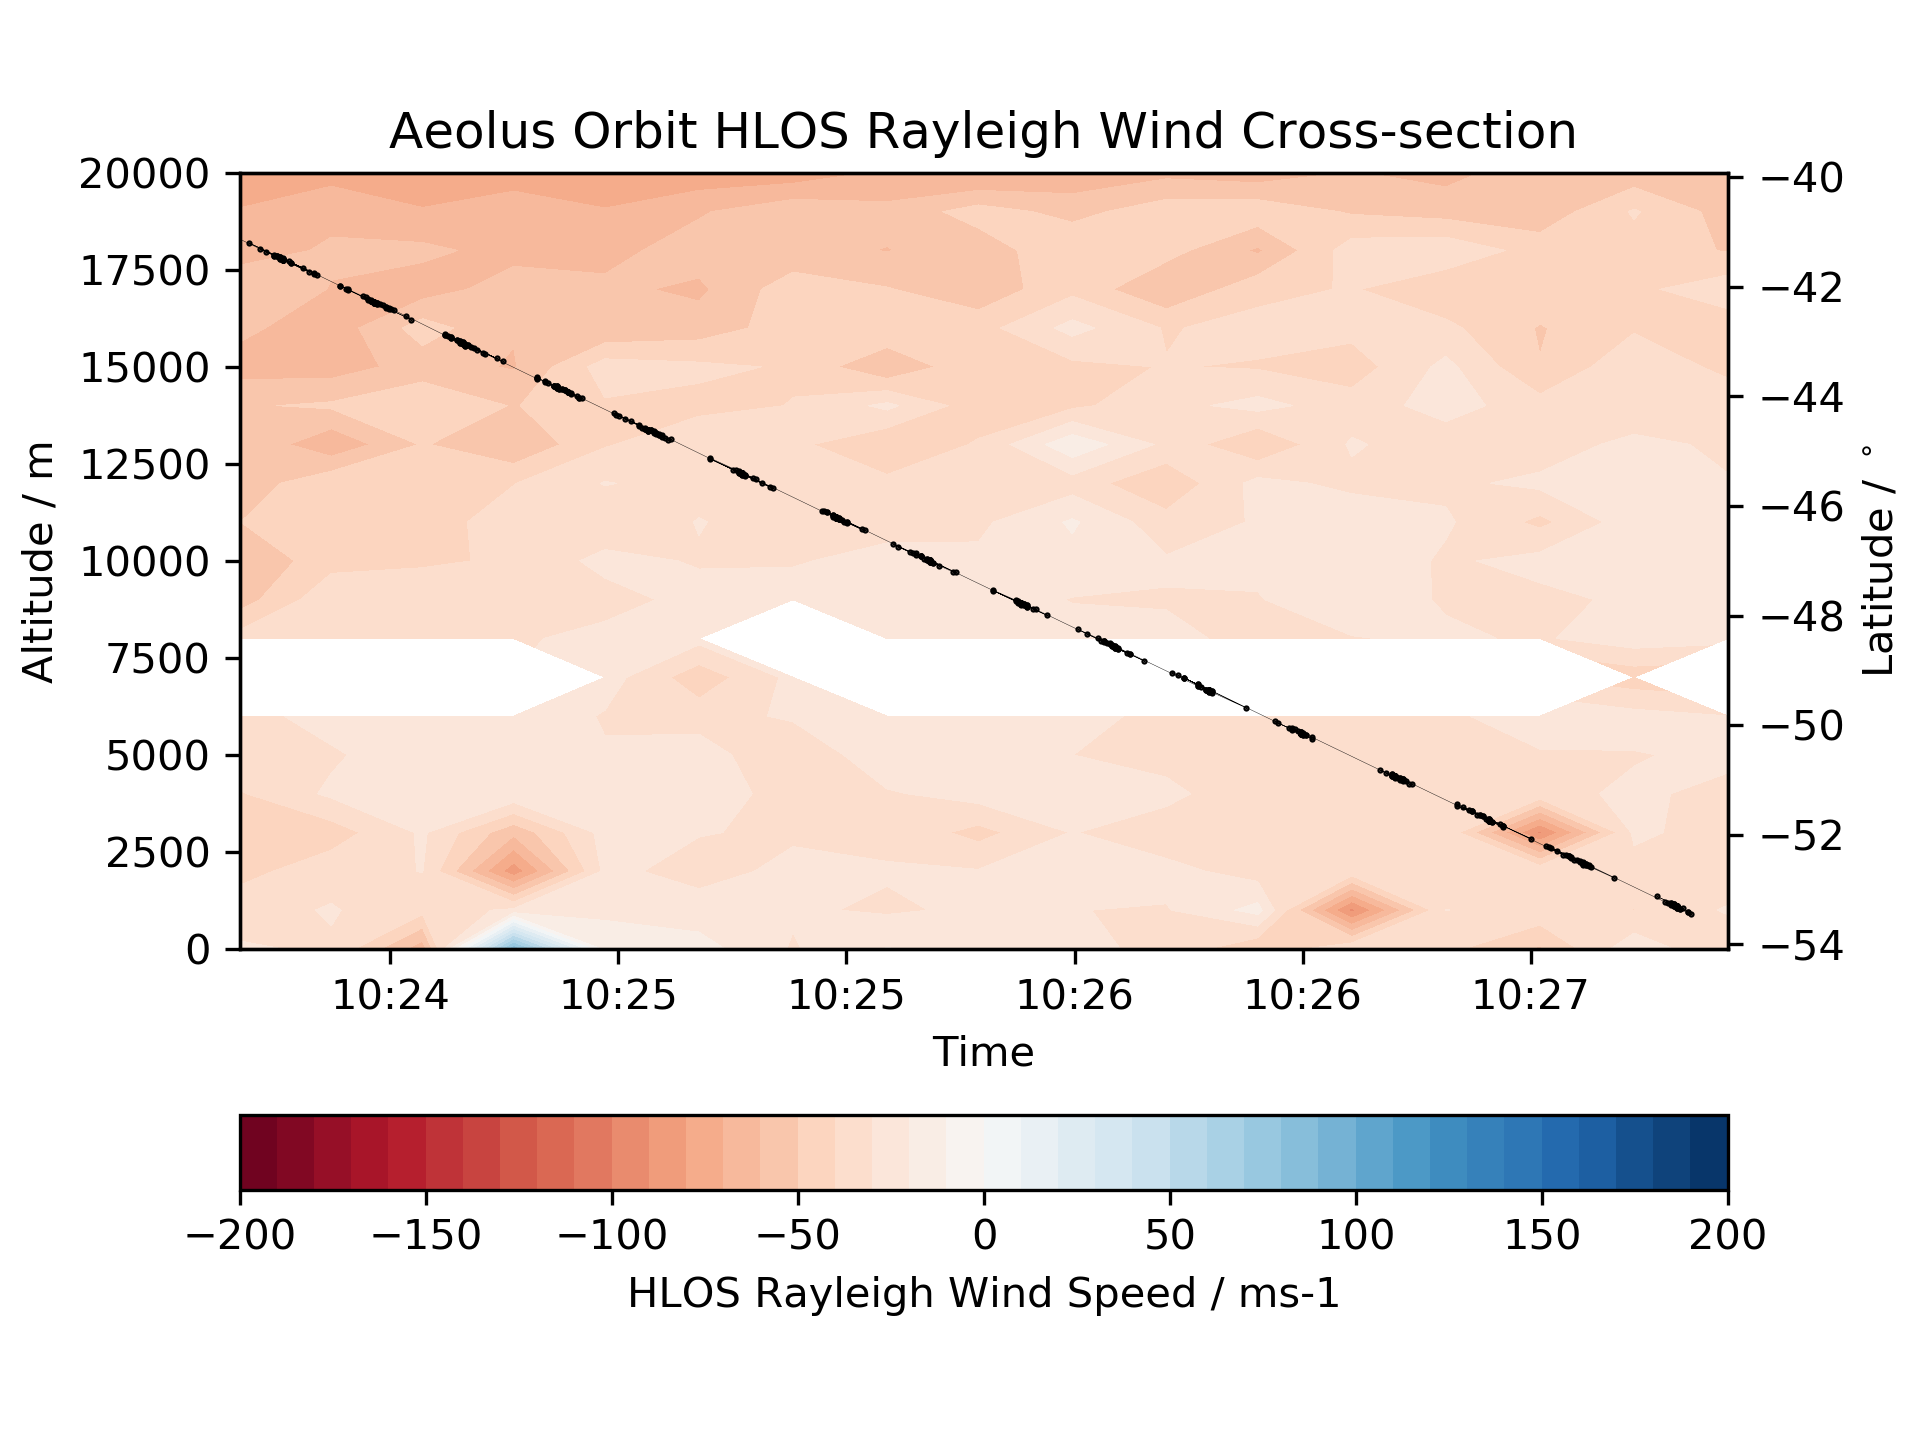 Aeolus Orbit HLOS Rayleigh Wind Cross-section
20000
17500
15000
12500
10000
7500
5000
2500
0
Altitude / m
−40
−42
−44
−46
−48
−50
−52
−54
Latitude / °
10:24 10:25 10:25 10:26 10:26 10:27
Time
−200 −150 −100 −50 0 50 100 150 200
HLOS Rayleigh Wind Speed / ms-1